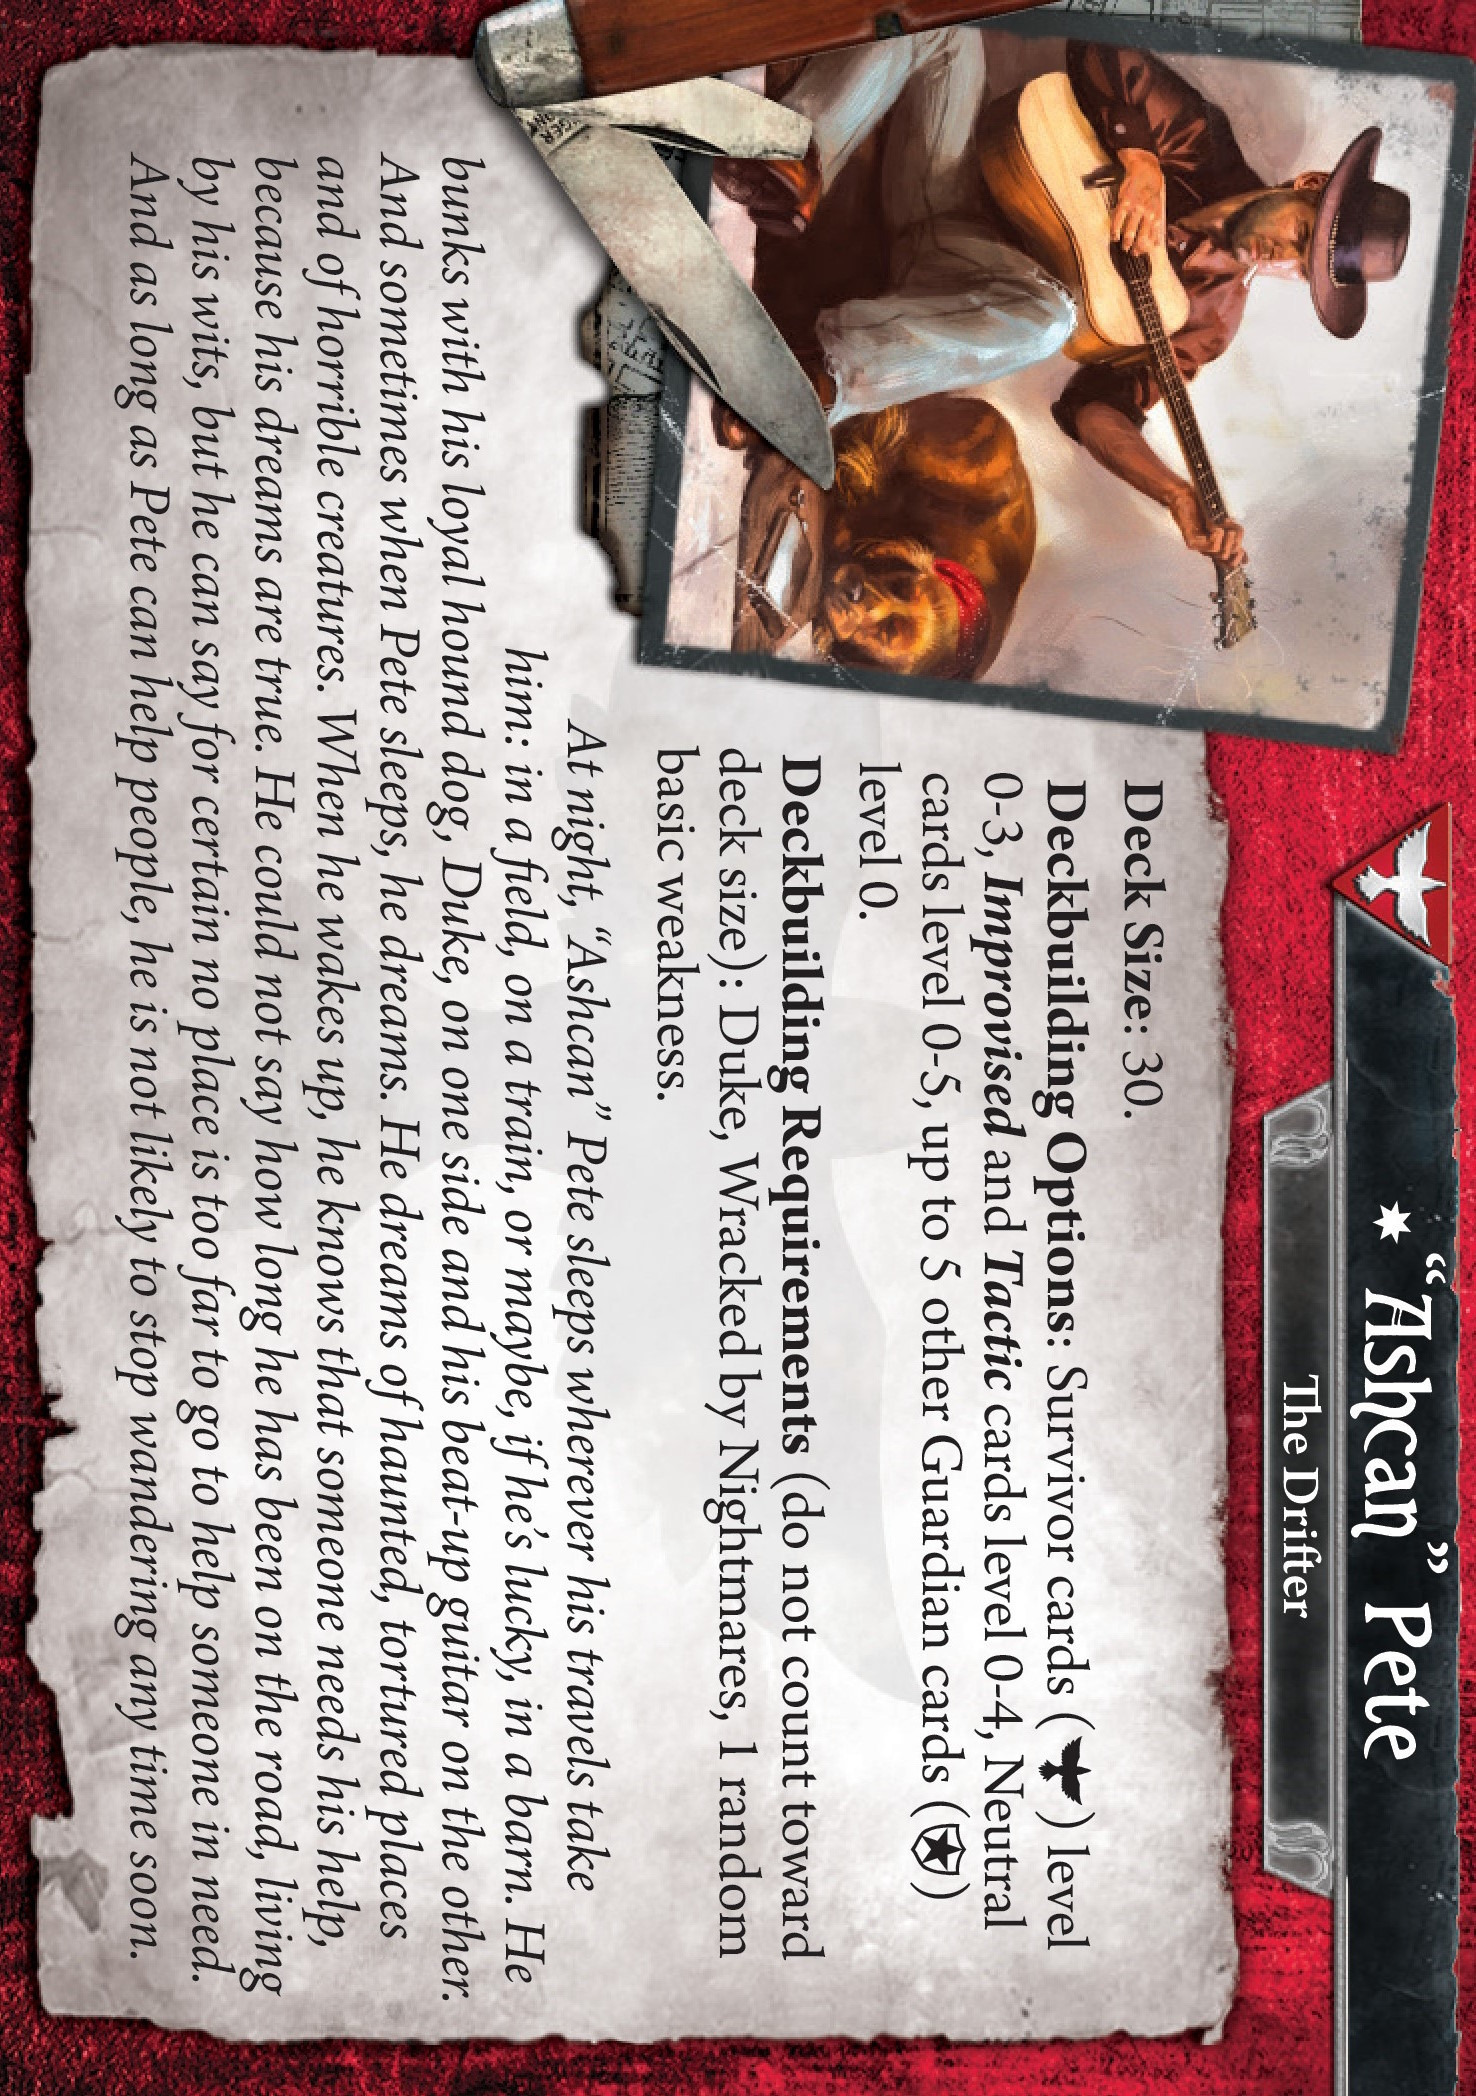 “Ashcan” Pete
The Drifter
Deck Size: 30.
Deckbuilding Options: Survivor cards ( ) level
0-3, Improvised and Tactic cards level 0-4, Neutral
cards level 0-5, up to 5 other Guardian cards ( )
level 0.
Deckbuilding Requirements (do not count toward
deck size): Duke, Wracked by Nightmares, 1 random
basic weakness.
At night, “Ashcan” Pete sleeps wherever his travels take
him: in a field, on a train, or maybe, if he’s lucky, in a barn. He
bunks with his loyal hound dog, Duke, on one side and his beat-up guitar on the other.
And sometimes when Pete sleeps, he dreams. He dreams of haunted, tortured places
and of horrible creatures. When he wakes up, he knows that someone needs his help,
because his dreams are true. He could not say how long he has been on the road, living
by his wits, but he can say for certain no place is too far to go to help someone in need.
And as long as Pete can help people, he is not likely to stop wandering any time soon.